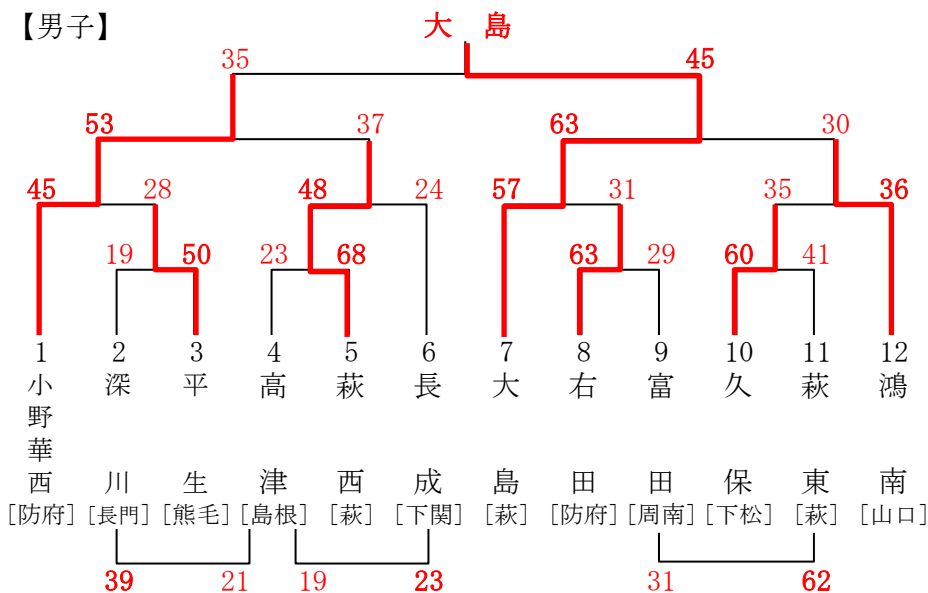 【男子】
大島
35 45
53 37 63 30
45 28 48 24 57 31 35 36
19 50 23 68 63 29 60 41
1 2 3 4 5 6 7 8 9 10 11 12
小野華西 深川 平生 高津 萩西 長成 大島 右田 富田 久保 萩東 鴻南
[防府] [長門] [熊毛] [島根] [萩] [下関] [萩] [防府] [周南] [下松] [萩] [山口]
39 21 19 23 31 62